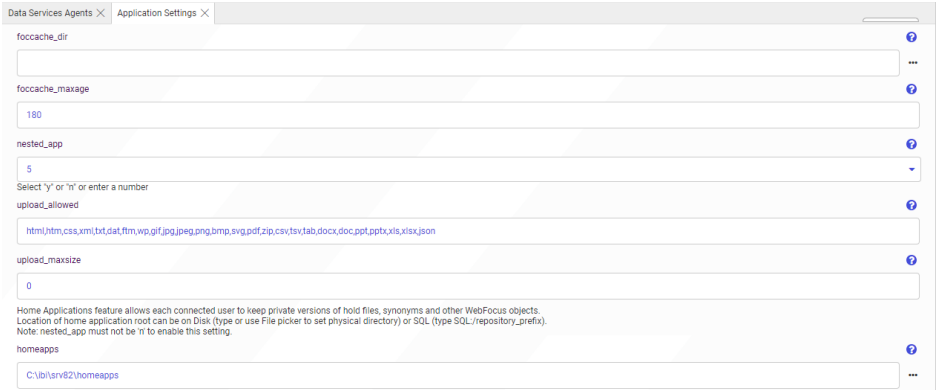 Data Services Agents Application Settings
foccache_dir
foccache_maxage
180
nested_app
5
Select "y" or "n" or enter a number
upload_allowed
html,htm,css,xml,txt,dat,ftm,wp,gif,jpg,jpeg,png,bmp,svg,pdf,zip,csv,tsv,tab,docx,doc,ppt,pptx,xls,xlsx,json
upload_maxsize
0
Home Applications feature allows each connected user to keep private versions of hold files, synonyms and other WebFocus objects.
Location of home application root can be on Disk (type or use File picker to set physical directory) or SQL (type SQL:/repository_prefix).
Note: nested_app must not be 'n' to enable this setting.
homeapps
C:\ibi\srv82\homeapps